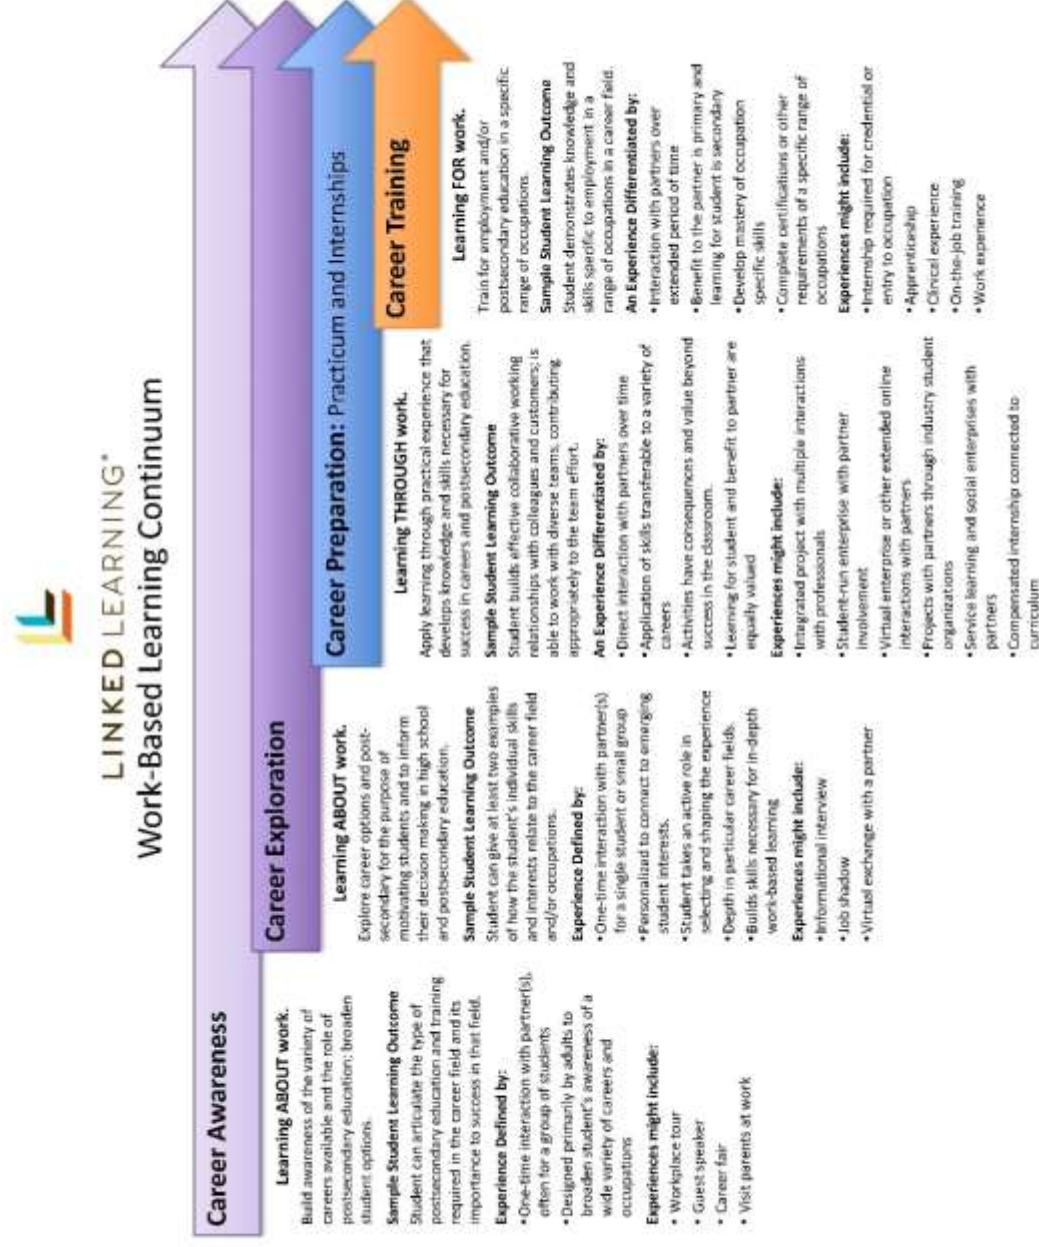 LINKED LEARNING®
Work-Based Learning Continuum
Career Awareness
Learning ABOUT work.
Build awareness of the variety of
careers available and the role of
postsecondary education; broaden
student options.
Sample Student Learning Outcome
Student can articulate the type of
postsecondary education and training
required in the career field and its
importance to success in that field.
Experience Defined by:
•One-time interaction with partner(s),
often for a group of students
•Designed primarily by adults to
broaden student's awareness of a
wide variety of careers and
occupations
Experiences might include:
• Workplace tour
• Guest speaker
• Career fair
• Visit parents at work
Career Exploration
Learning ABOUT work.
Explore career options and post-
secondary for the purpose of
motivating students and to inform
their decision making in high school
and postsecondary education.
Sample Student Learning Outcome
Student can give at least two examples
of how the student's individual skills
and interests relate to the career field
and/or occupations.
Experience Defined by:
•One-time interaction with partner(s)
for a single student or small group
•Personalized to connect to emerging
student interests.
•Student takes an active role in
selecting and shaping the experience
•Depth in particular career fields.
•Builds skills necessary for in-depth
work-based learning
Experiences might include:
•Informational interview
•Job shadow
•Virtual exchange with a partner
Career Preparation: Practicum and Internships
Learning THROUGH work.
Apply learning through practical experience that
develops knowledge and skills necessary for
success in careers and postsecondary education.
Sample Student Learning Outcome
Student builds effective collaborative working
relationships with colleagues and customers; is
able to work with diverse teams, contributing
appropriately to the team effort.
An Experience Differentiated by:
•Direct interaction with partners over time
•Application of skills transferable to a variety of
careers
•Activities have consequences and value beyond
success in the classroom.
•Learning for student and benefit to partner are
equally valued
Experiences might include:
•Integrated project with multiple interactions
with professionals
•Student-run enterprise with partner
involvement
•Virtual enterprise or other extended online
interactions with partners
•Projects with partners through industry student
organizations
•Service learning and social enterprises with
partners
•Compensated internship connected to
curriculum
Career Training
Learning FOR work.
Train for employment and/or
postsecondary education in a specific
range of occupations.
Sample Student Learning Outcome
Student demonstrates knowledge and
skills specific to employment in a
range of occupations in a career field.
An Experience Differentiated by:
•Interaction with partners over
extended period of time
•Benefit to the partner is primary and
learning for student is secondary
•Develop mastery of occupation
specific skills
•Complete certifications or other
requirements of a specific range of
occupations
Experiences might include:
•Internship required for credential or
entry to occupation
•Apprenticeship
•Clinical experience
•On-the-job training
•Work experience